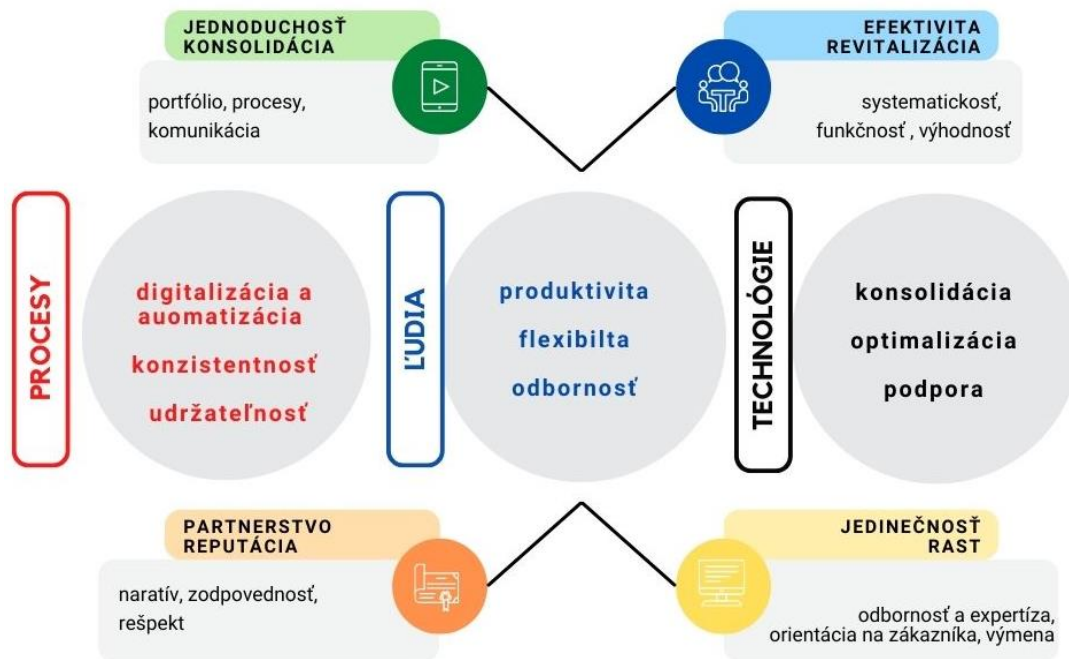 JEDNODUCHOSŤ
KONSOLIDÁCIA
portfólio, procesy,
komunikácia
EFEKTIVITA
REVITALIZÁCIA
systematickosť,
funkčnosť , výhodnosť
PROCESY
digitalizácia a
auomatizácia
konzistentnosť
udržateľnosť
ĽUDIA
produktivita
flexibilta
odbornosť
TECHNOLÓGIE
konsolidácia
optimalizácia
podpora
PARTNERSTVO
REPUTÁCIA
naratív, zodpovednosť,
rešpekt
JEDINEČNOSŤ
RAST
odbornosť a expertíza,
orientácia na zákazníka, výmena